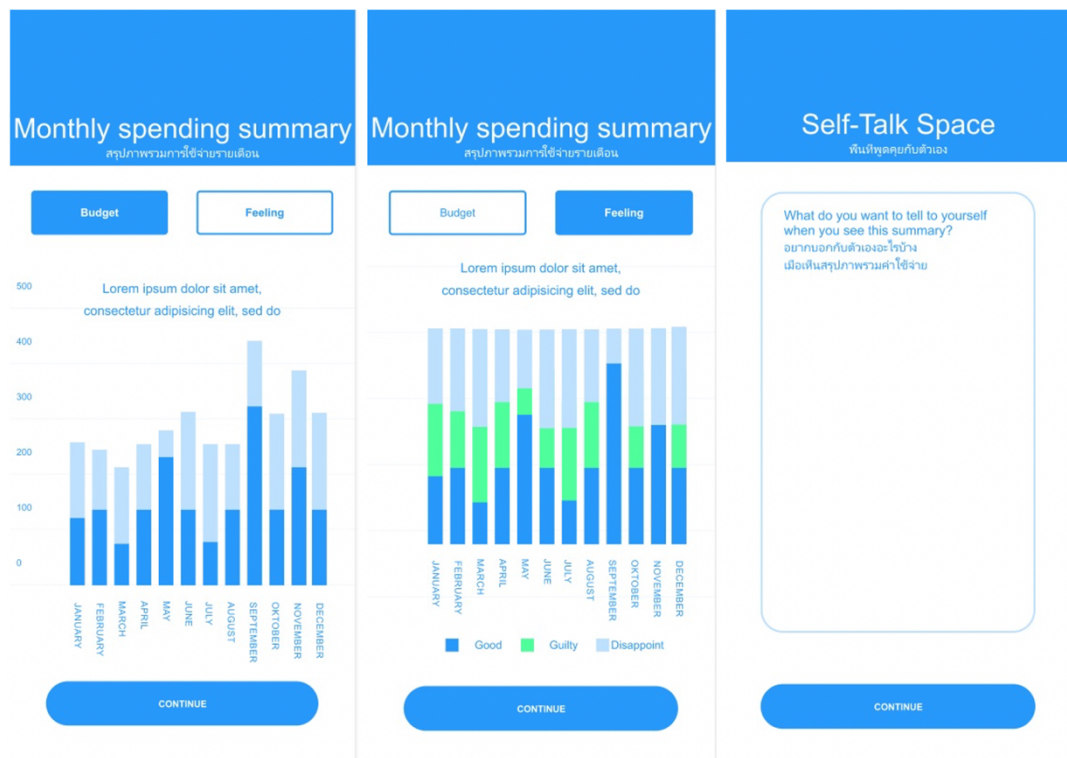 Monthly spending summary
สรุปภาพรวมการใช้จ่ายรายเดือน
Budget
Feeling
Lorem ipsum dolor sit amet,
consectetur adipisicing elit, sed do
500
400
300
200
100
0
JANUARY
FEBRUARY
MARCH
APRIL
MAY
JUNE
JULY
AUGUST
SEPTEMBER
OKTOBER
NOVEMBER
DECEMBER
CONTINUE
Monthly spending summary
สรุปภาพรวมการใช้จ่ายรายเดือน
Budget
Feeling
Lorem ipsum dolor sit amet,
consectetur adipisicing elit, sed do
JANUARY
FEBRUARY
MARCH
APRIL
MAY
JUNE
JULY
AUGUST
SEPTEMBER
OKTOBER
NOVEMBER
DECEMBER
Good
Guilty
Disappoint
CONTINUE
Self-Talk Space
พื้นที่พูดคุยกับตัวเอง
What do you want to tell to yourself
when you see this summary?
อยากบอกกับตัวเองอะไรบ้าง
เมื่อเห็นสรุปภาพรวมค่าใช้จ่าย
CONTINUE